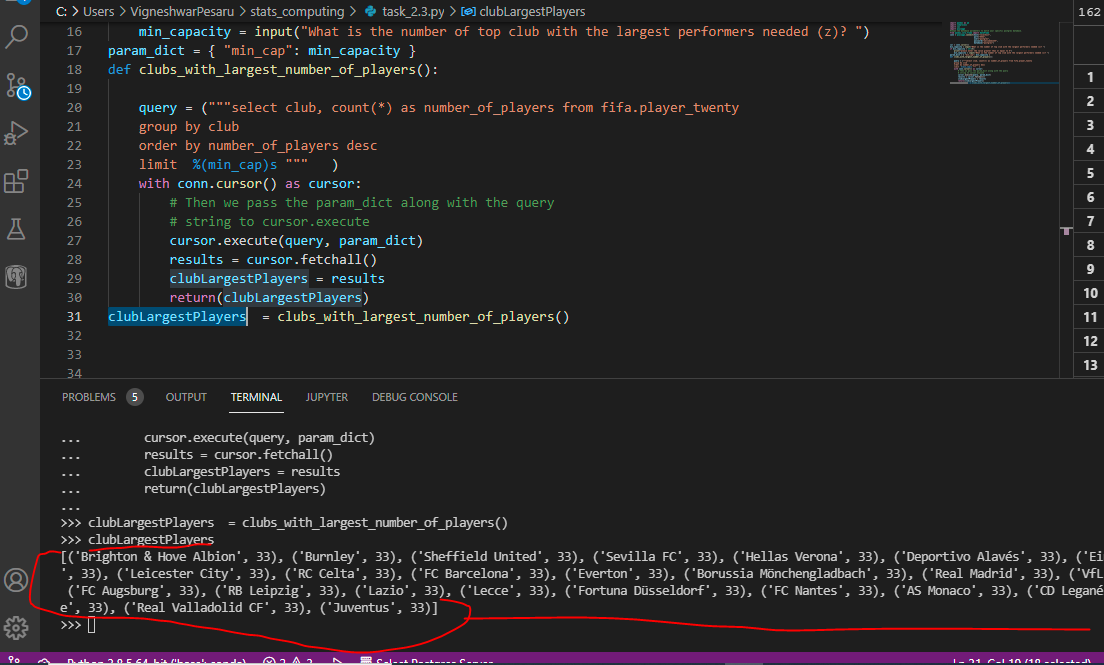 C: > Users > VigneshwarPesaru > stats_computing > task_2.3.py > clubLargestPlayers
162
16 min_capacity = input("What is the number of top club with the largest performers needed (z)? ")
17 param_dict = { "min_cap": min_capacity }
18 def clubs_with_largest_number_of_players():
19
20 query = ("""select club, count(*) as number_of_players from fifa.player_twenty
21 group by club
22 order by number_of_players desc
23 limit %(min_cap)s """ )
24 with conn.cursor() as cursor:
25 # Then we pass the param_dict along with the query
26 # string to cursor.execute
27 cursor.execute(query, param_dict)
28 results = cursor.fetchall()
29 clubLargestPlayers = results
30 return(clubLargestPlayers)
31 clubLargestPlayers = clubs_with_largest_number_of_players()
32
33
34
1
2
3
4
5
6
7
8
9
10
11
12
13
PROBLEMS 5 OUTPUT TERMINAL JUPYTER DEBUG CONSOLE
... cursor.execute(query, param_dict)
... results = cursor.fetchall()
... clubLargestPlayers = results
... return(clubLargestPlayers)
...
>>> clubLargestPlayers = clubs_with_largest_number_of_players()
>>> clubLargestPlayers
[('Brighton & Hove Albion', 33), ('Burnley', 33), ('Sheffield United', 33), ('Sevilla FC', 33), ('Hellas Verona', 33), ('Deportivo Alavés', 33), ('Ei
', 33), ('Leicester City', 33), ('RC Celta', 33), ('FC Barcelona', 33), ('Everton', 33), ('Borussia Mönchengladbach', 33), ('Real Madrid', 33), ('VfL
('FC Augsburg', 33), ('RB Leipzig', 33), ('Lazio', 33), ('Lecce', 33), ('Fortuna Düsseldorf', 33), ('FC Nantes', 33), ('AS Monaco', 33), ('CD Legané
e', 33), ('Real Valladolid CF', 33), ('Juventus', 33)]
>>>
Python 3.8.5 64-bit ('base': conda) 2 2 Select Postgres Server Ln 31, Col 19 (18 selected)